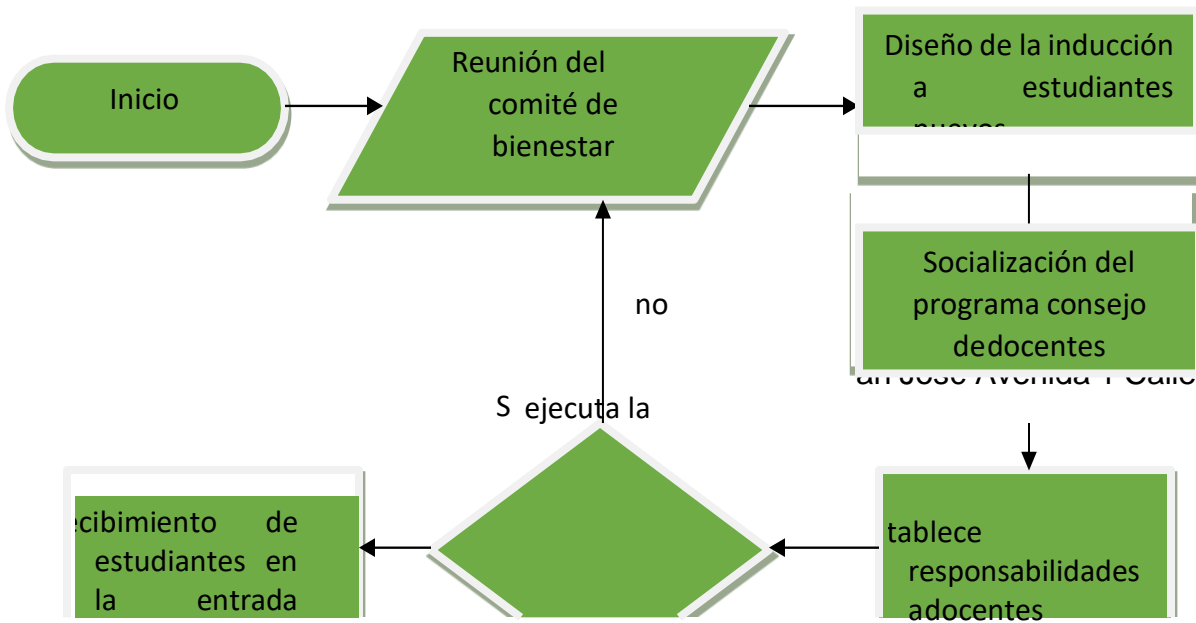 Inicio
Reunión del
comité de
bienestar
Diseño de la inducción
a estudiantes
nuevos
Socialización del
programa consejo
dedocentes
no
S ejecuta la
tablece
responsabilidades
adocentes
ecibimiento de
estudiantes en
la entrada